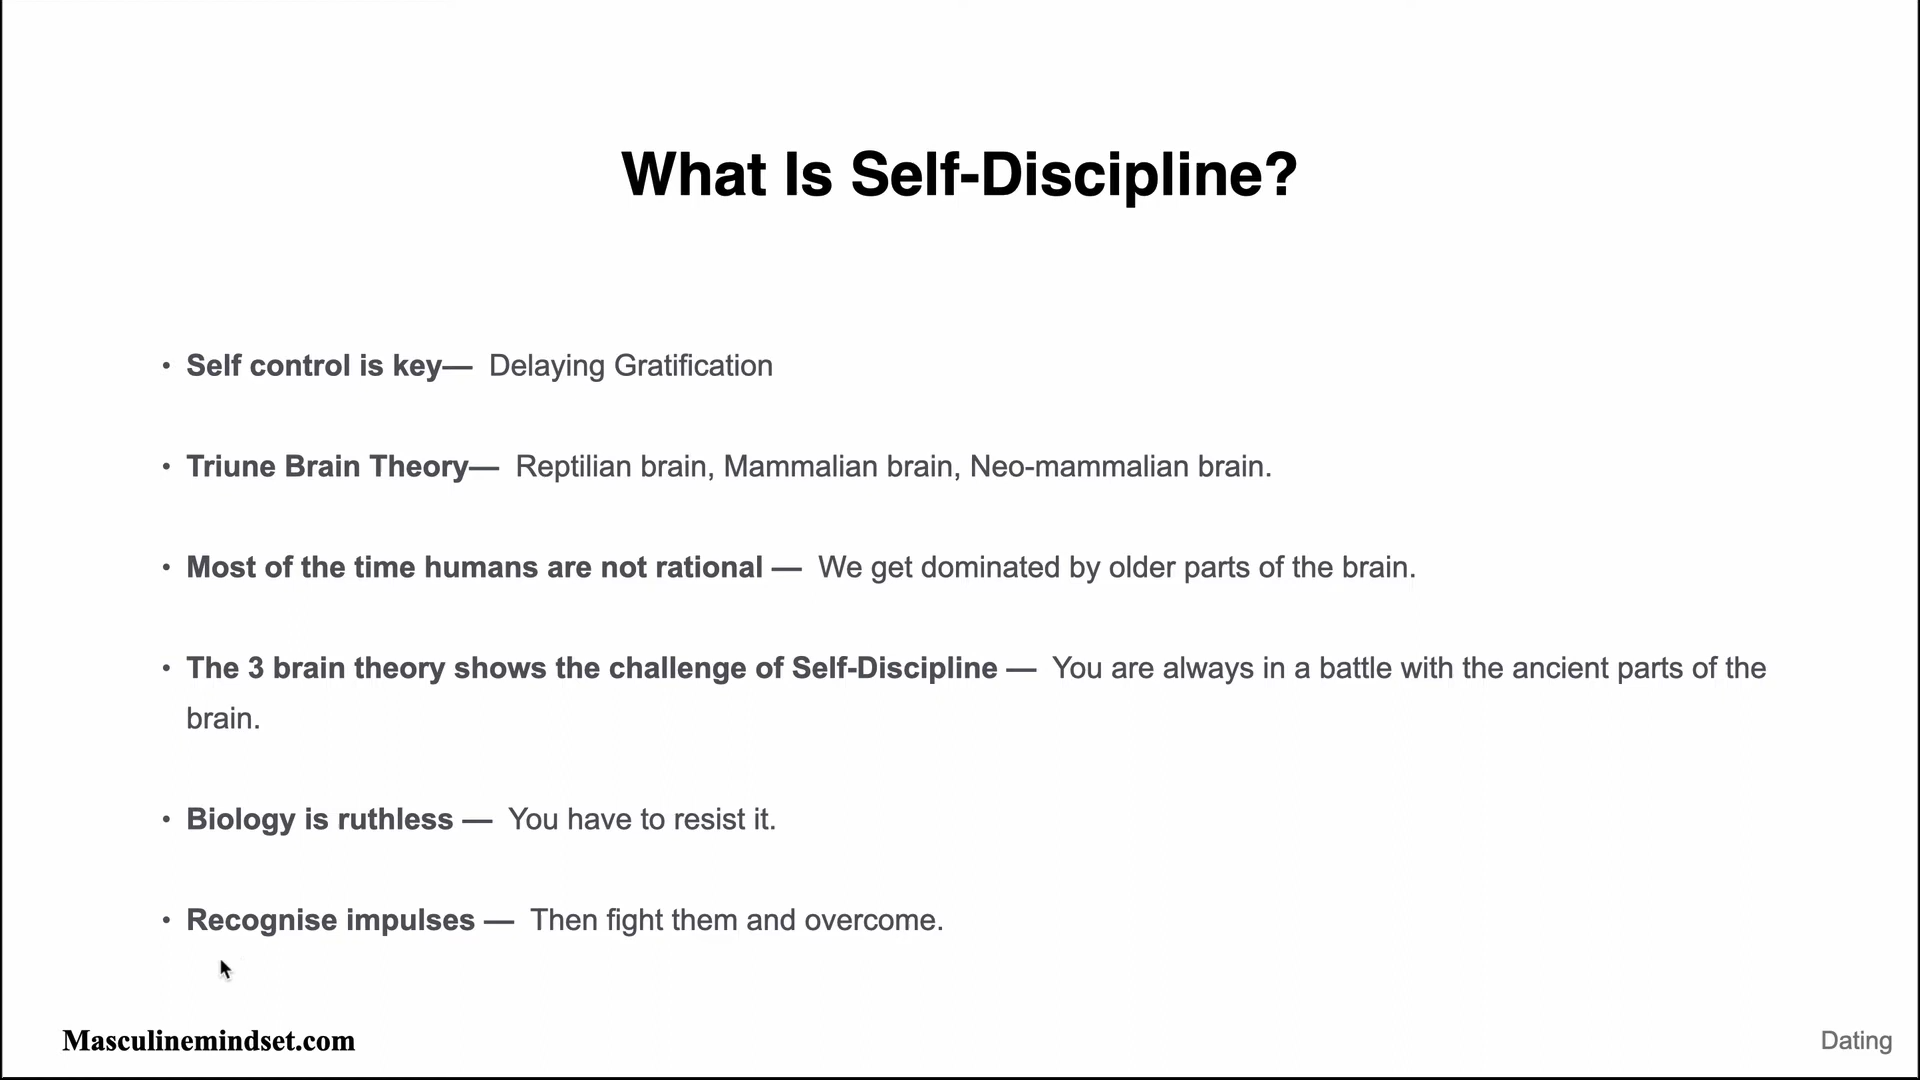 What Is Self-Discipline?
• Self control is key— Delaying Gratification
• Triune Brain Theory— Reptilian brain, Mammalian brain, Neo-mammalian brain.
• Most of the time humans are not rational — We get dominated by older parts of the brain.
• The 3 brain theory shows the challenge of Self-Discipline — You are always in a battle with the ancient parts of the
brain.
• Biology is ruthless — You have to resist it.
• Recognise impulses — Then fight them and overcome.
Masculinemindset.com
Dating